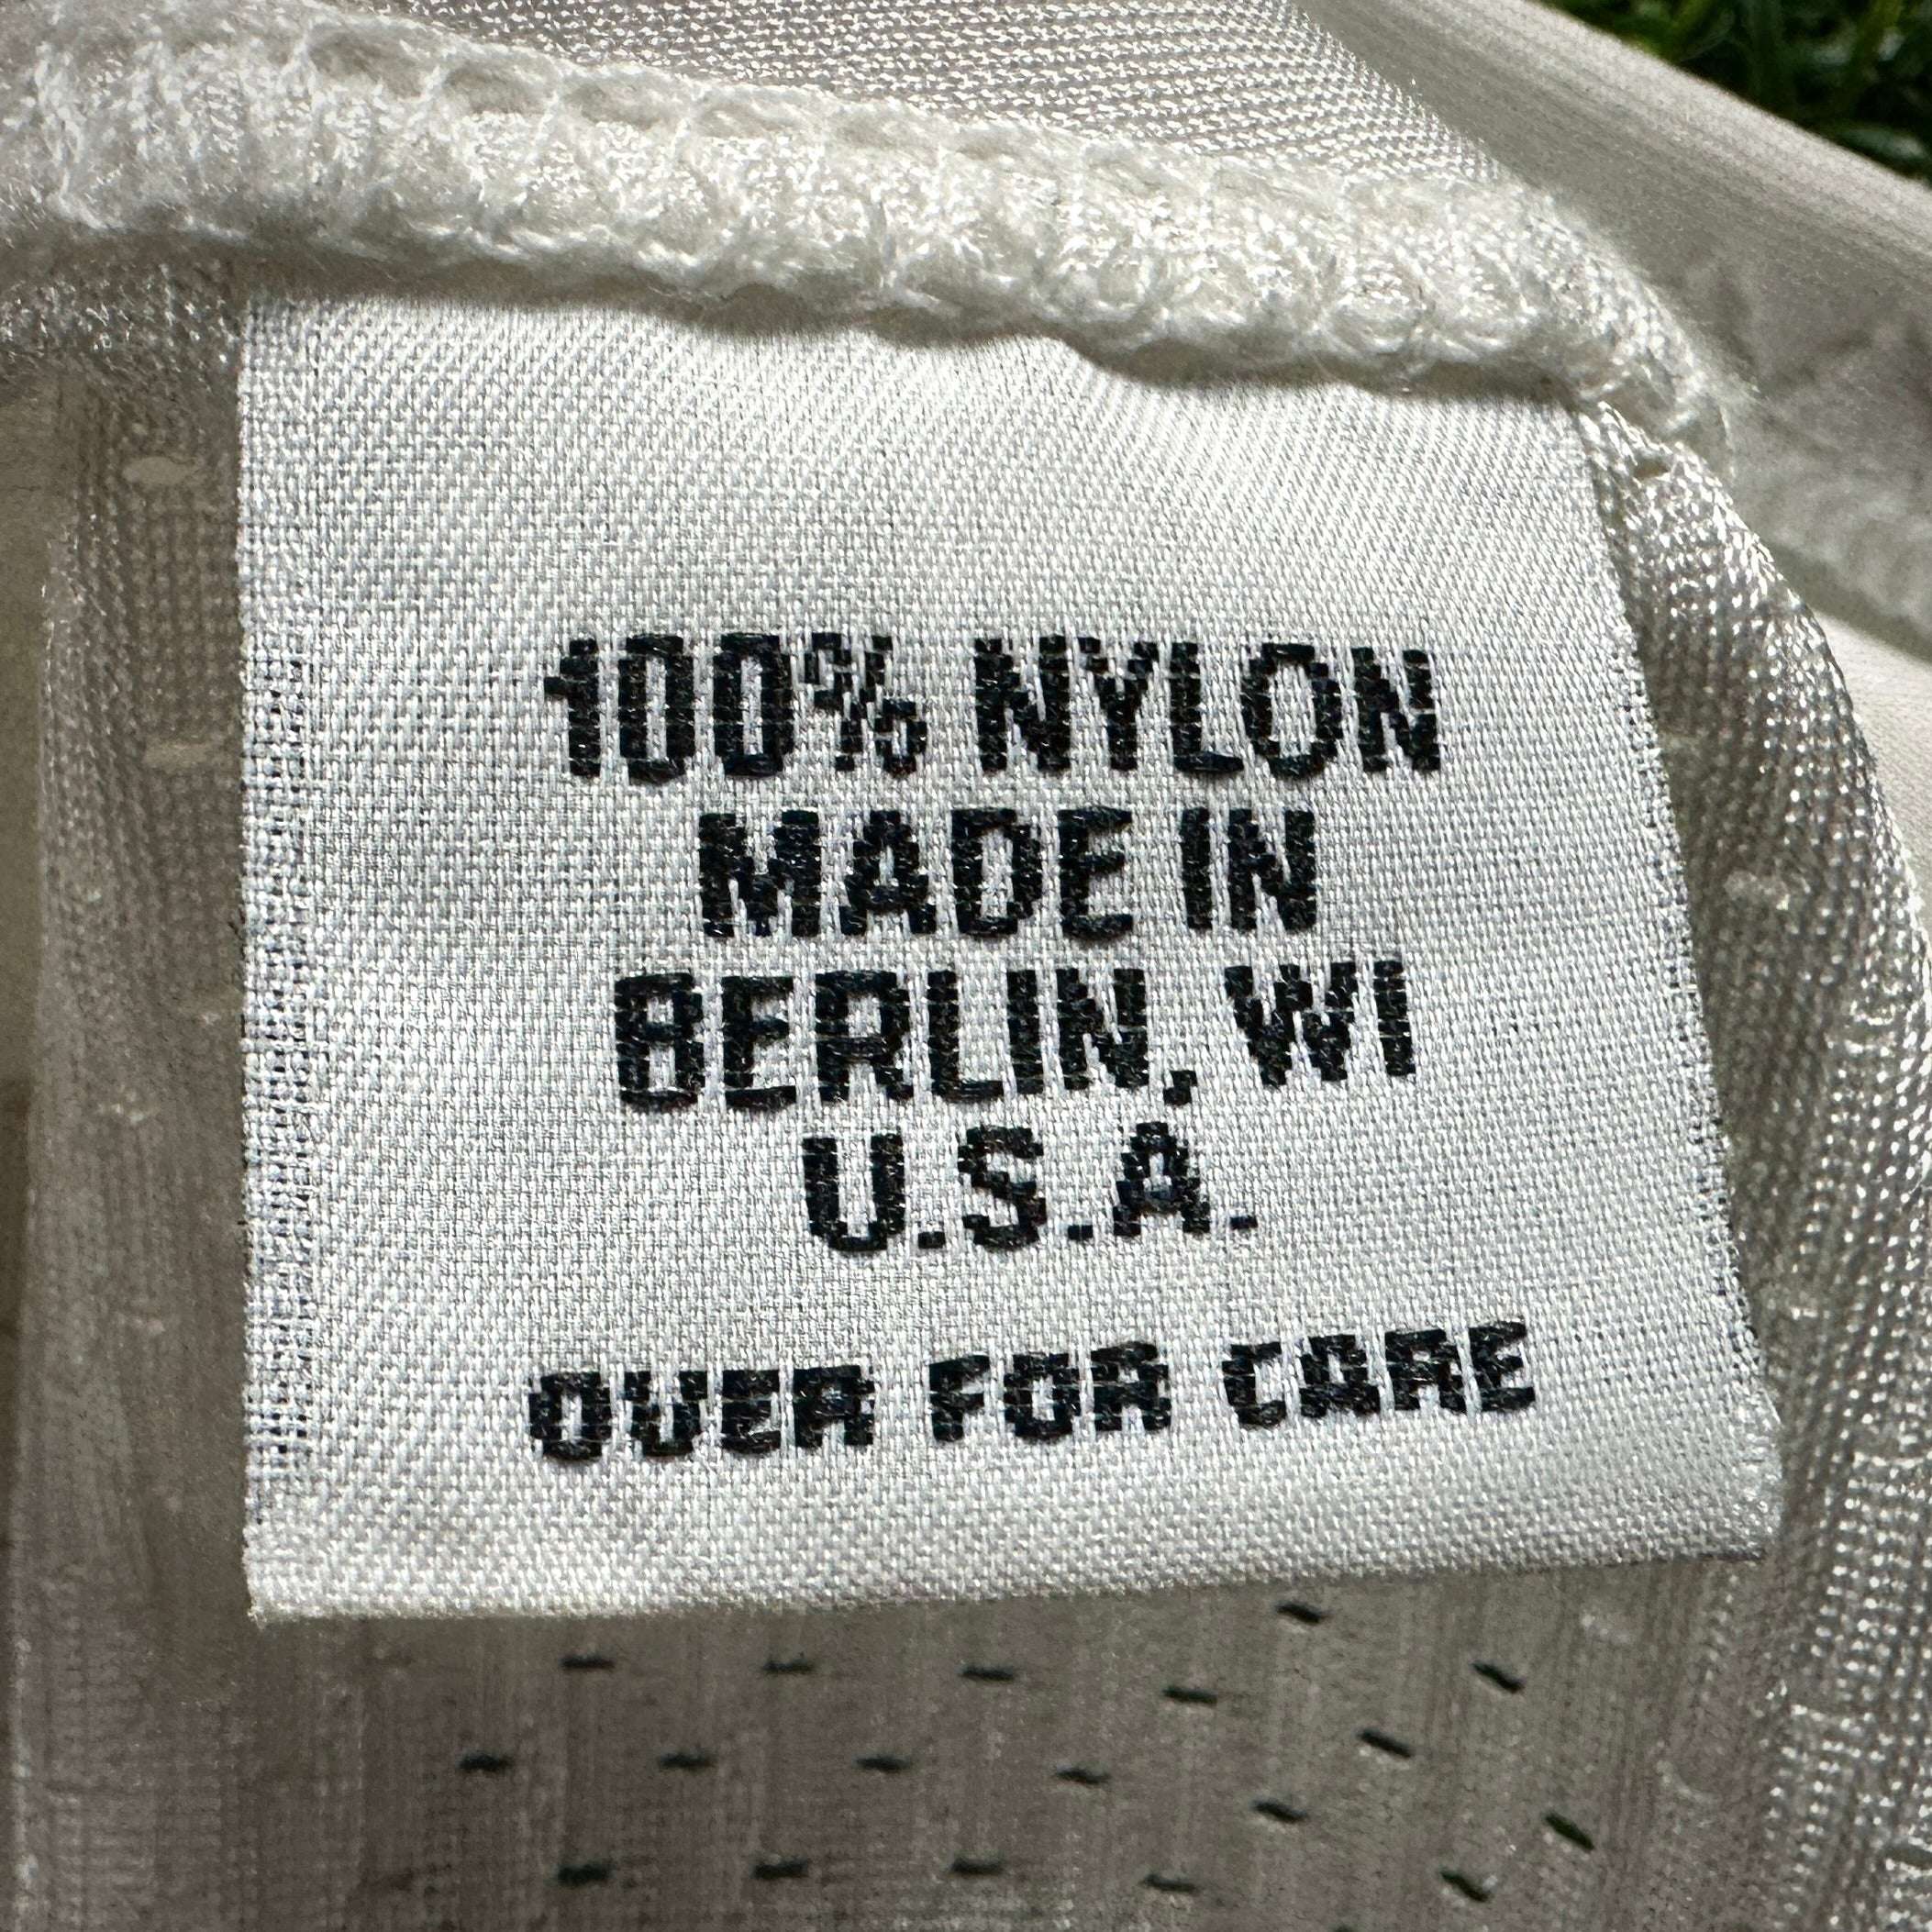 100% NYLON
MADE IN
BERLIN, WI
U.S.A.
OVER FOR CARE